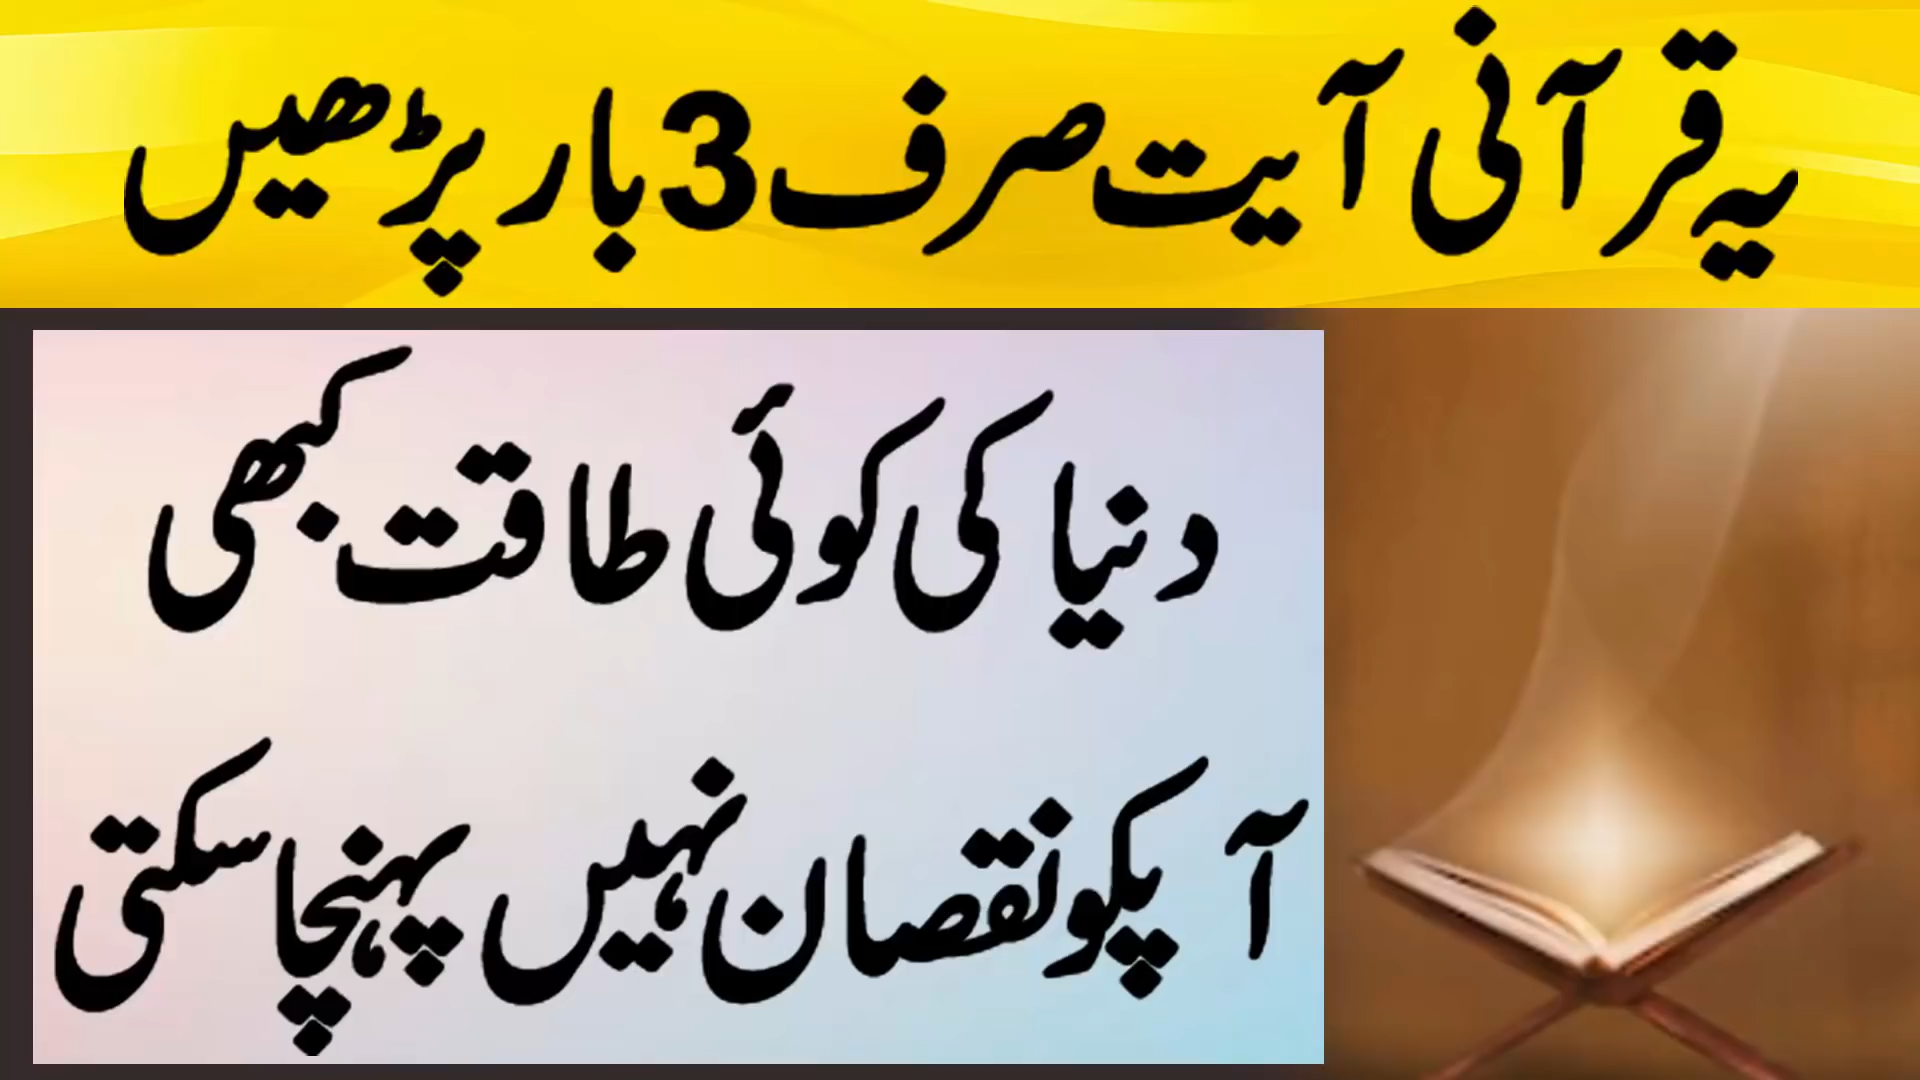 یہ قرآنی آیت صرف 3 بار پڑھیں
دنیا کی کوئی طاقت کبھی
آپکو نقصان نہیں پہنچا سکتی